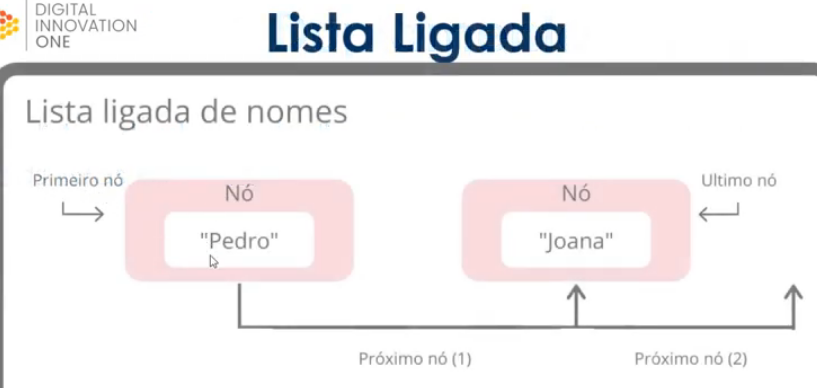 DIGITAL
INNOVATION
ONE
Lista Ligada
Lista ligada de nomes
Primeiro nó
Nó
"Pedro"
Nó
"Joana"
Ultimo nó
Próximo nó (1)
Próximo nó (2)